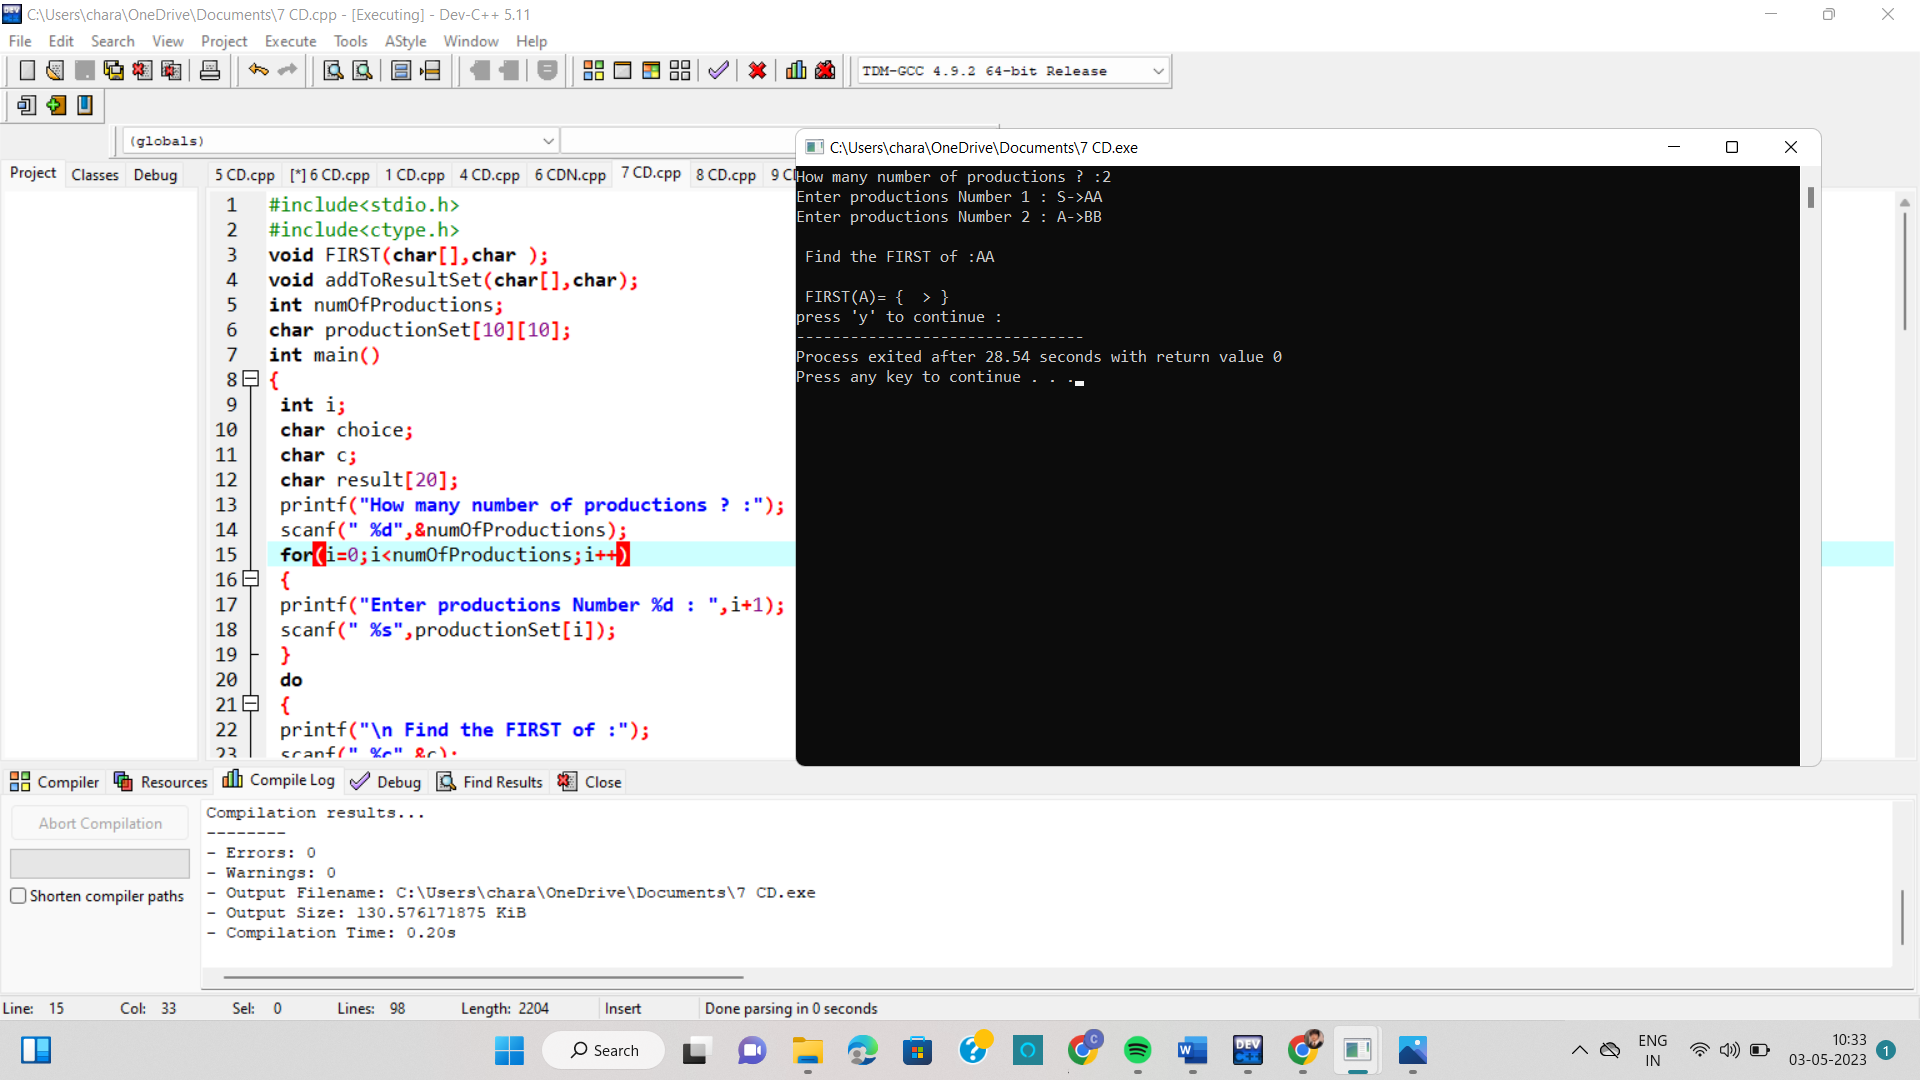 C:\Users\chara\OneDrive\Documents\7 CD.cpp - [Executing] - Dev-C++ 5.11
File Edit Search View Project Execute Tools AStyle Window Help
TDM-GCC 4.9.2 64-bit Release
(globals)
Project Classes Debug
5 CD.cpp [*] 6 CD.cpp 1 CD.cpp 4 CD.cpp 6 CDN.cpp 7 CD.cpp 8 CD.cpp 9 CD
1 #include<stdio.h>
2 #include<ctype.h>
3 void FIRST(char[],char );
4 void addToResultSet(char[],char);
5 int numOfProductions;
6 char productionSet[10][10];
7 int main()
8 {
9 int i;
10 char choice;
11 char c;
12 char result[20];
13 printf("How many number of productions ? :");
14 scanf(" %d",&numOfProductions);
15 for(i=0;i<numOfProductions;i++)
16 {
17 printf("Enter productions Number %d : ",i+1);
18 scanf(" %s",productionSet[i]);
19 }
20 do
21 {
22 printf("\n Find the FIRST of :");
23 scanf(" %c",&c);
C:\Users\chara\OneDrive\Documents\7 CD.exe
How many number of productions ? :2
Enter productions Number 1 : S->AA
Enter productions Number 2 : A->BB
Find the FIRST of :AA
FIRST(A)= {  > }
press 'y' to continue :
--------------------------------
Process exited after 28.54 seconds with return value 0
Press any key to continue . . .
Compiler Resources Compile Log Debug Find Results Close
Abort Compilation
Shorten compiler paths
Compilation results...
--------
- Errors: 0
- Warnings: 0
- Output Filename: C:\Users\chara\OneDrive\Documents\7 CD.exe
- Output Size: 130.576171875 KiB
- Compilation Time: 0.20s
Line: 15 Col: 33 Sel: 0 Lines: 98 Length: 2204 Insert Done parsing in 0 seconds
Search
ENG
IN
10:33
03-05-2023
1